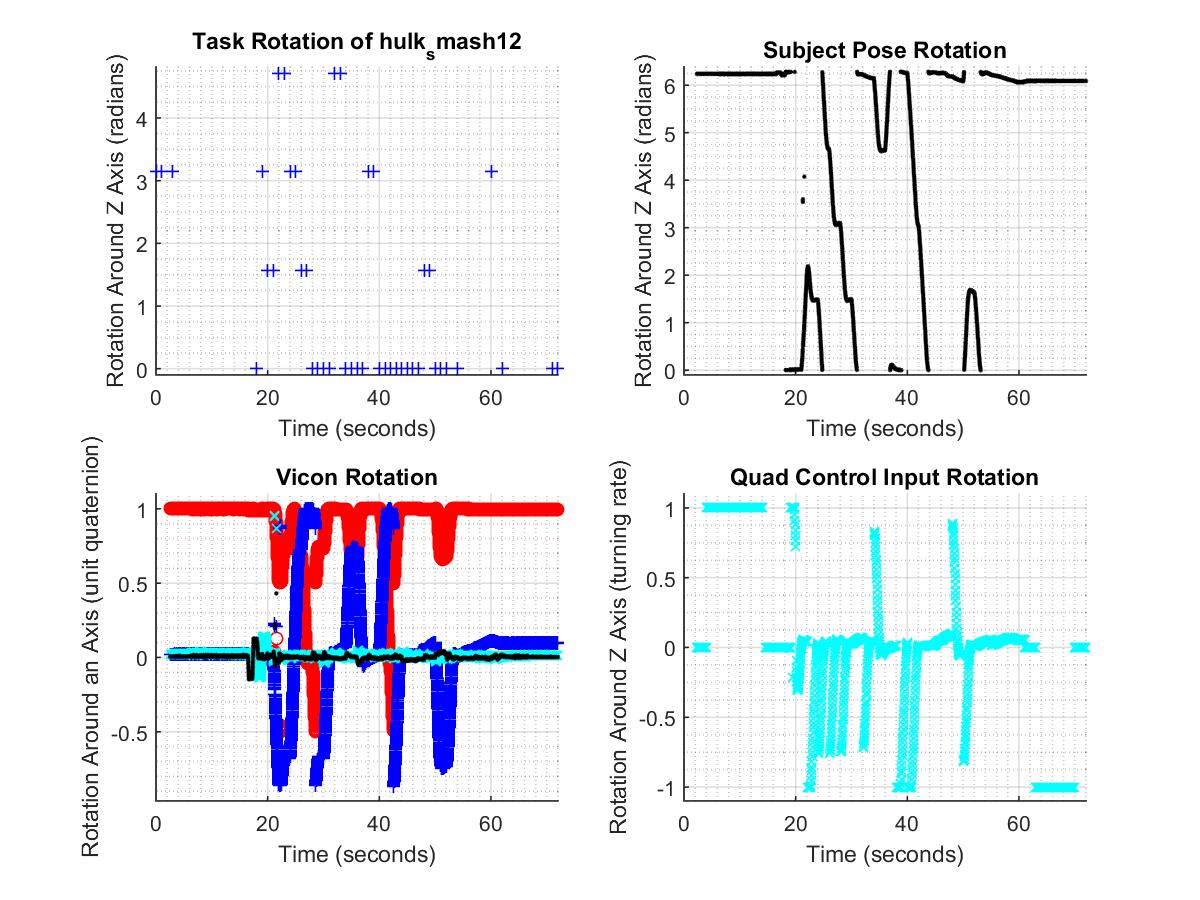 Task Rotation of hulksmash12
Rotation Around Z Axis (radians)
4
3
2
1
0
0 20 40 60
Time (seconds)
Subject Pose Rotation
Rotation Around Z Axis (radians)
6
5
4
3
2
1
0
0 20 40 60
Time (seconds)
Vicon Rotation
Rotation Around an Axis (unit quaternion)
1
0.5
0
-0.5
0 20 40 60
Time (seconds)
Quad Control Input Rotation
Rotation Around Z Axis (turning rate)
1
0.5
0
-0.5
-1
0 20 40 60
Time (seconds)